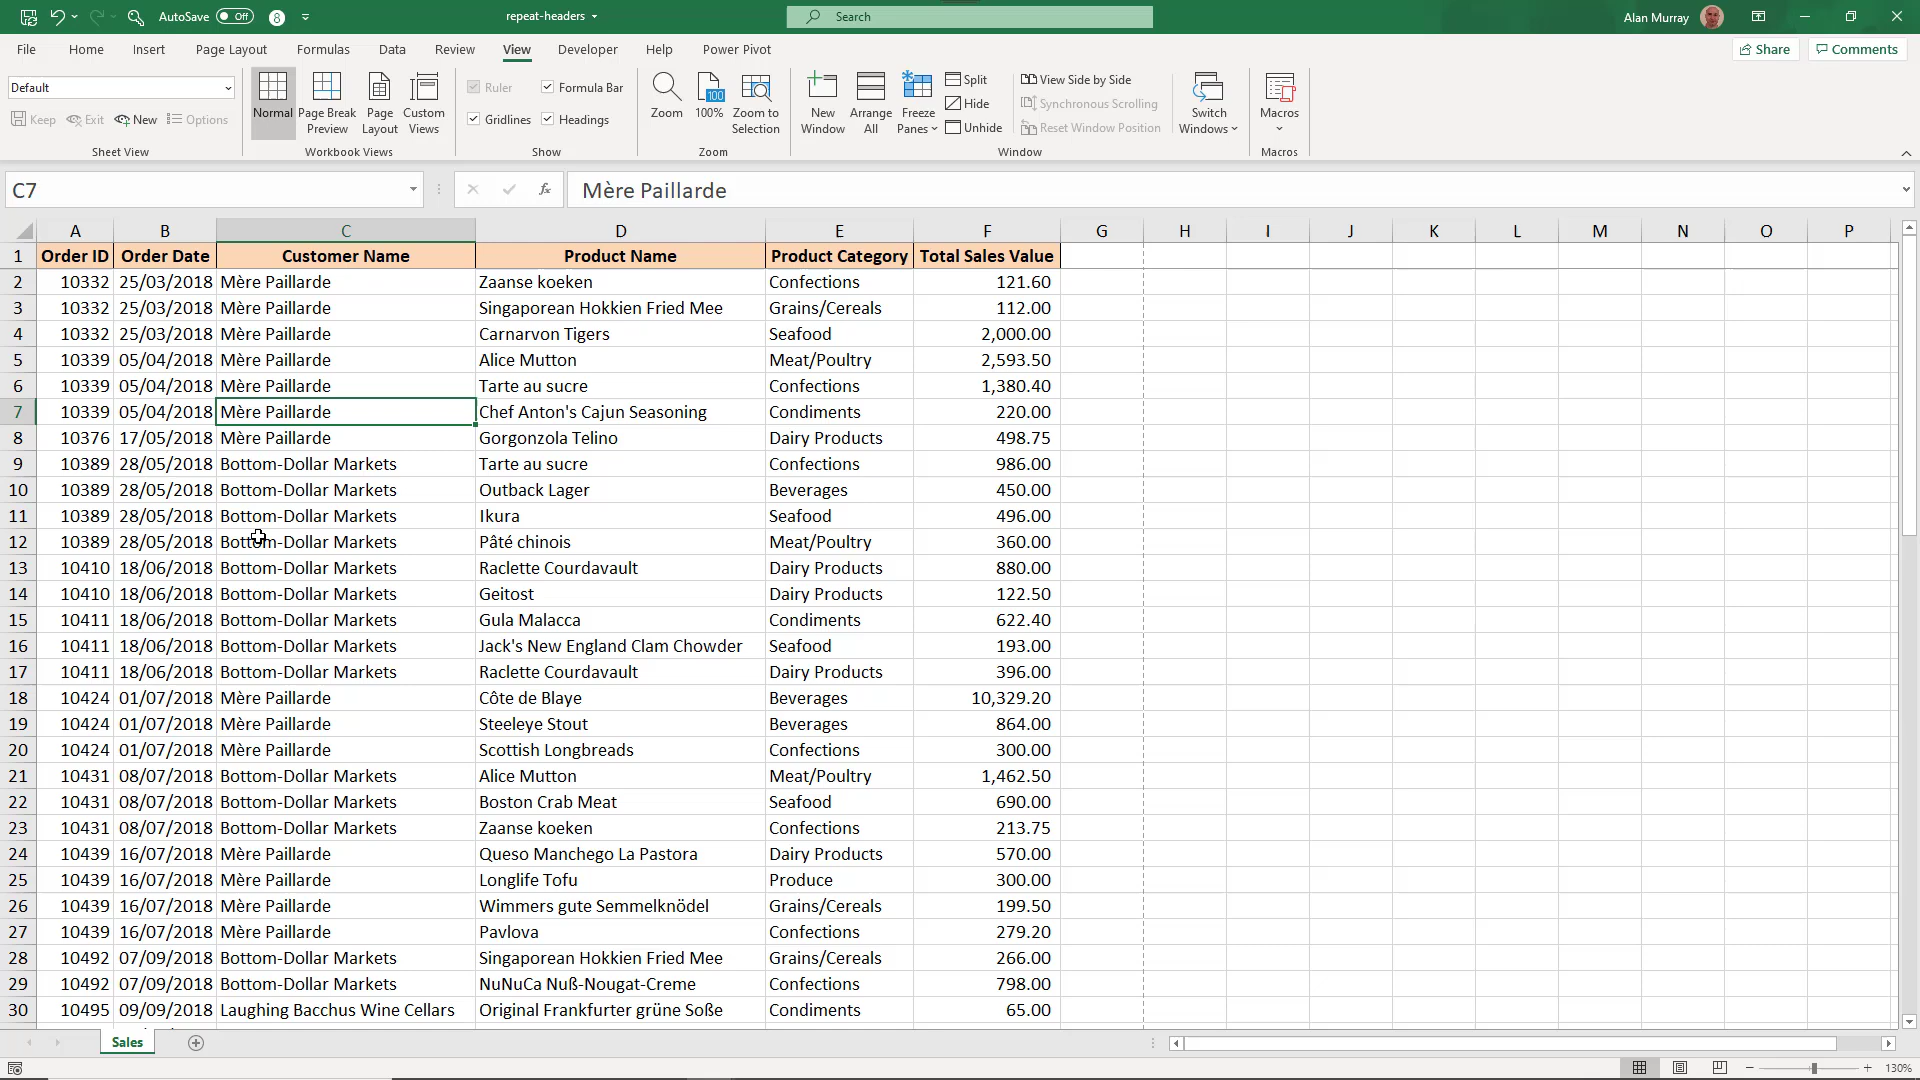 AutoSave Off 8 repeat-headers Search Alan Murray
File Home Insert Page Layout Formulas Data Review View Developer Help Power Pivot Share Comments
Default
Keep Exit New Options
Sheet View
Normal Page Break Preview Page Layout Custom Views
Workbook Views
Ruler Formula Bar
Gridlines Headings
Show
Zoom 100 100% Zoom to Selection
Zoom
New Window Arrange All Freeze Panes
Split
Hide
Unhide
View Side by Side
Synchronous Scrolling
Reset Window Position
Switch Windows
Window
Macros
Macros
C7 fx Mère Paillarde
A B C D E F G H I J K L M N O P
1 Order ID Order Date Customer Name Product Name Product Category Total Sales Value
2 10332 25/03/2018 Mère Paillarde Zaanse koeken Confections 121.60
3 10332 25/03/2018 Mère Paillarde Singaporean Hokkien Fried Mee Grains/Cereals 112.00
4 10332 25/03/2018 Mère Paillarde Carnarvon Tigers Seafood 2,000.00
5 10339 05/04/2018 Mère Paillarde Alice Mutton Meat/Poultry 2,593.50
6 10339 05/04/2018 Mère Paillarde Tarte au sucre Confections 1,380.40
7 10339 05/04/2018 Mère Paillarde Chef Anton's Cajun Seasoning Condiments 220.00
8 10376 17/05/2018 Mère Paillarde Gorgonzola Telino Dairy Products 498.75
9 10389 28/05/2018 Bottom-Dollar Markets Tarte au sucre Confections 986.00
10 10389 28/05/2018 Bottom-Dollar Markets Outback Lager Beverages 450.00
11 10389 28/05/2018 Bottom-Dollar Markets Ikura Seafood 496.00
12 10389 28/05/2018 Bottom-Dollar Markets Pâté chinois Meat/Poultry 360.00
13 10410 18/06/2018 Bottom-Dollar Markets Raclette Courdavault Dairy Products 880.00
14 10410 18/06/2018 Bottom-Dollar Markets Geitost Dairy Products 122.50
15 10411 18/06/2018 Bottom-Dollar Markets Gula Malacca Condiments 622.40
16 10411 18/06/2018 Bottom-Dollar Markets Jack's New England Clam Chowder Seafood 193.00
17 10411 18/06/2018 Bottom-Dollar Markets Raclette Courdavault Dairy Products 396.00
18 10424 01/07/2018 Mère Paillarde Côte de Blaye Beverages 10,329.20
19 10424 01/07/2018 Mère Paillarde Steeleye Stout Beverages 864.00
20 10424 01/07/2018 Mère Paillarde Scottish Longbreads Confections 300.00
21 10431 08/07/2018 Bottom-Dollar Markets Alice Mutton Meat/Poultry 1,462.50
22 10431 08/07/2018 Bottom-Dollar Markets Boston Crab Meat Seafood 690.00
23 10431 08/07/2018 Bottom-Dollar Markets Zaanse koeken Confections 213.75
24 10439 16/07/2018 Mère Paillarde Queso Manchego La Pastora Dairy Products 570.00
25 10439 16/07/2018 Mère Paillarde Longlife Tofu Produce 300.00
26 10439 16/07/2018 Mère Paillarde Wimmers gute Semmelknödel Grains/Cereals 199.50
27 10439 16/07/2018 Mère Paillarde Pavlova Confections 279.20
28 10492 07/09/2018 Bottom-Dollar Markets Singaporean Hokkien Fried Mee Grains/Cereals 266.00
29 10492 07/09/2018 Bottom-Dollar Markets NuNuCa Nuß-Nougat-Creme Confections 798.00
30 10495 09/09/2018 Laughing Bacchus Wine Cellars Original Frankfurter grüne Soße Condiments 65.00
Sales
130%